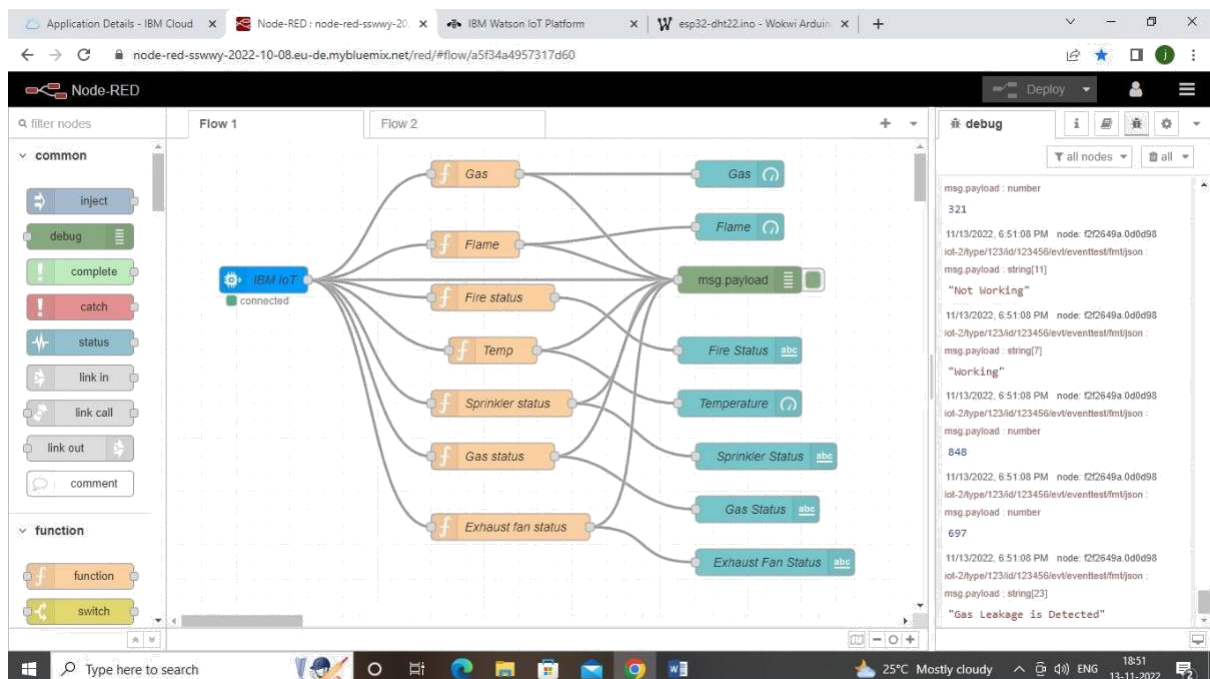 Application Details - IBM Cloud
Node-RED : node-red-sswwy-20
IBM Watson IoT Platform
esp32-dht22.ino - Wokwi Arduin
node-red-sswwy-2022-10-08.eu-de.mybluemix.net/red/#flow/a5f34a4957317d60
j
Node-RED
Deploy
filter nodes
Flow 1
Flow 2
debug
i
all nodes
all
common
inject
debug
complete
catch
status
link in
link call
link out
comment
function
function
switch
IBM IoT
connected
f Gas
f Flame
f Fire status
f Temp
f Sprinkler status
f Gas status
f Exhaust fan status
Gas
Flame
msg.payload
Fire Status abc
Temperature
Sprinkler Status abc
Gas Status abc
Exhaust Fan Status abc
msg.payload : number
321
11/13/2022, 6:51:08 PM node: f2f2649a.0d0d98
iot-2/type/123/id/123456/evt/eventtest/fmt/json :
msg.payload : string[11]
"Not Working"
11/13/2022, 6:51:08 PM node: f2f2649a.0d0d98
iot-2/type/123/id/123456/evt/eventtest/fmt/json :
msg.payload : string[7]
"Working"
11/13/2022, 6:51:08 PM node: f2f2649a.0d0d98
iot-2/type/123/id/123456/evt/eventtest/fmt/json :
msg.payload : number
848
11/13/2022, 6:51:08 PM node: f2f2649a.0d0d98
iot-2/type/123/id/123456/evt/eventtest/fmt/json :
msg.payload : number
697
11/13/2022, 6:51:08 PM node: f2f2649a.0d0d98
iot-2/type/123/id/123456/evt/eventtest/fmt/json :
msg.payload : string[23]
"Gas Leakage is Detected"
Type here to search
25°C Mostly cloudy
ENG
18:51
13-11-2022
2